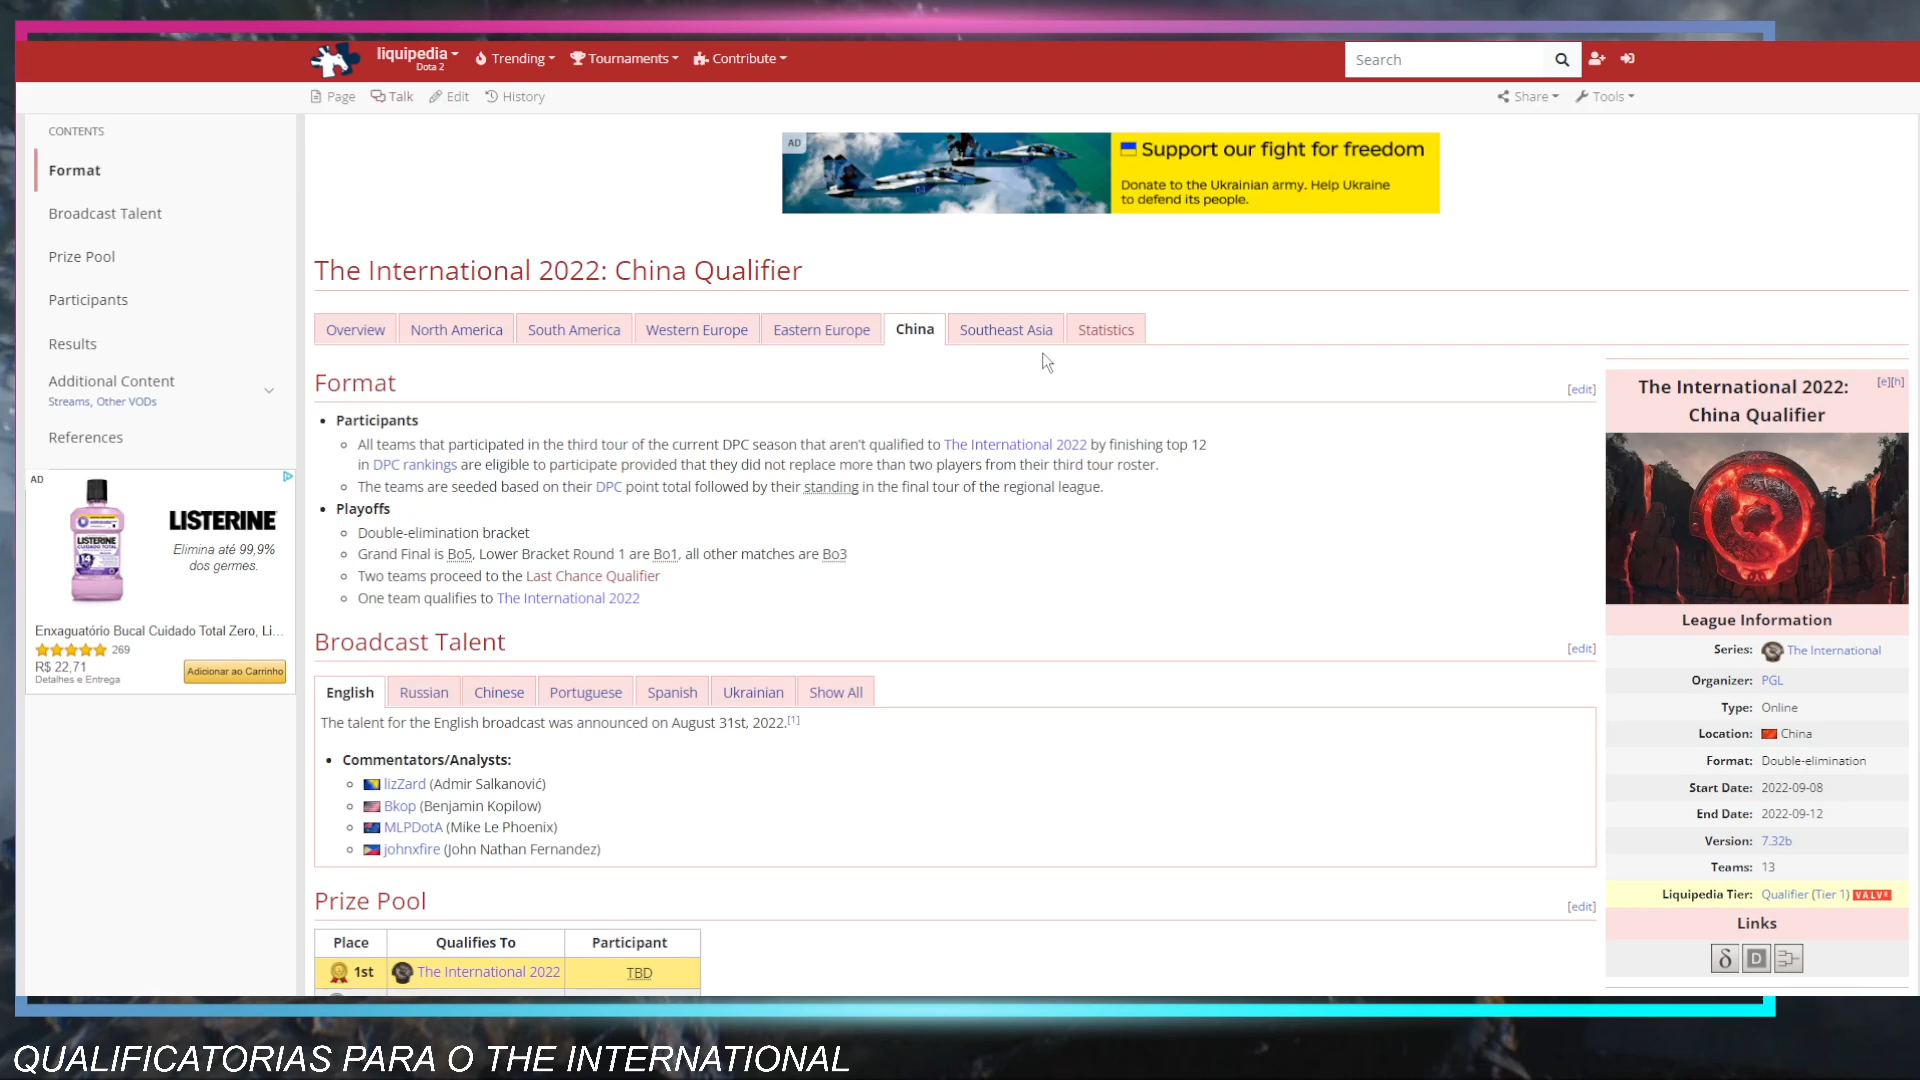 liquipedia
Dota 2
Trending
Tournaments
Contribute
Search
Page
Talk
Edit
History
Share
Tools
CONTENTS
Format
Broadcast Talent
Prize Pool
Participants
Results
Additional Content
Streams, Other VODs
References
AD
LISTERINE
Elimina até 99,9%
dos germes.
LISTERINE
Enxaguatório Bucal Cuidado Total Zero, Li...
269
R$ 22,71
Detalhes e Entrega
Adicionar ao Carrinho
AD
Support our fight for freedom
Donate to the Ukrainian army. Help Ukraine
to defend its people.
The International 2022: China Qualifier
Overview
North America
South America
Western Europe
Eastern Europe
China
Southeast Asia
Statistics
Format
[edit]
Participants
All teams that participated in the third tour of the current DPC season that aren't qualified to The International 2022 by finishing top 12
in DPC rankings are eligible to participate provided that they did not replace more than two players from their third tour roster.
The teams are seeded based on their DPC point total followed by their standing in the final tour of the regional league.
Playoffs
Double-elimination bracket
Grand Final is Bo5, Lower Bracket Round 1 are Bo1, all other matches are Bo3
Two teams proceed to the Last Chance Qualifier
One team qualifies to The International 2022
Broadcast Talent
[edit]
English
Russian
Chinese
Portuguese
Spanish
Ukrainian
Show All
The talent for the English broadcast was announced on August 31st, 2022.[1]
Commentators/Analysts:
lizZard (Admir Salkanović)
Bkop (Benjamin Kopilow)
MLPDotA (Mike Le Phoenix)
johnxfire (John Nathan Fernandez)
Prize Pool
[edit]
Place
Qualifies To
Participant
1st
The International 2022
TBD
[e][h]
The International 2022:
China Qualifier
League Information
Series: The International
Organizer: PGL
Type: Online
Location: China
Format: Double-elimination
Start Date: 2022-09-08
End Date: 2022-09-12
Version: 7.32b
Teams: 13
Liquipedia Tier: Qualifier (Tier 1) VALVE
Links
QUALIFICATORIAS PARA O THE INTERNATIONAL